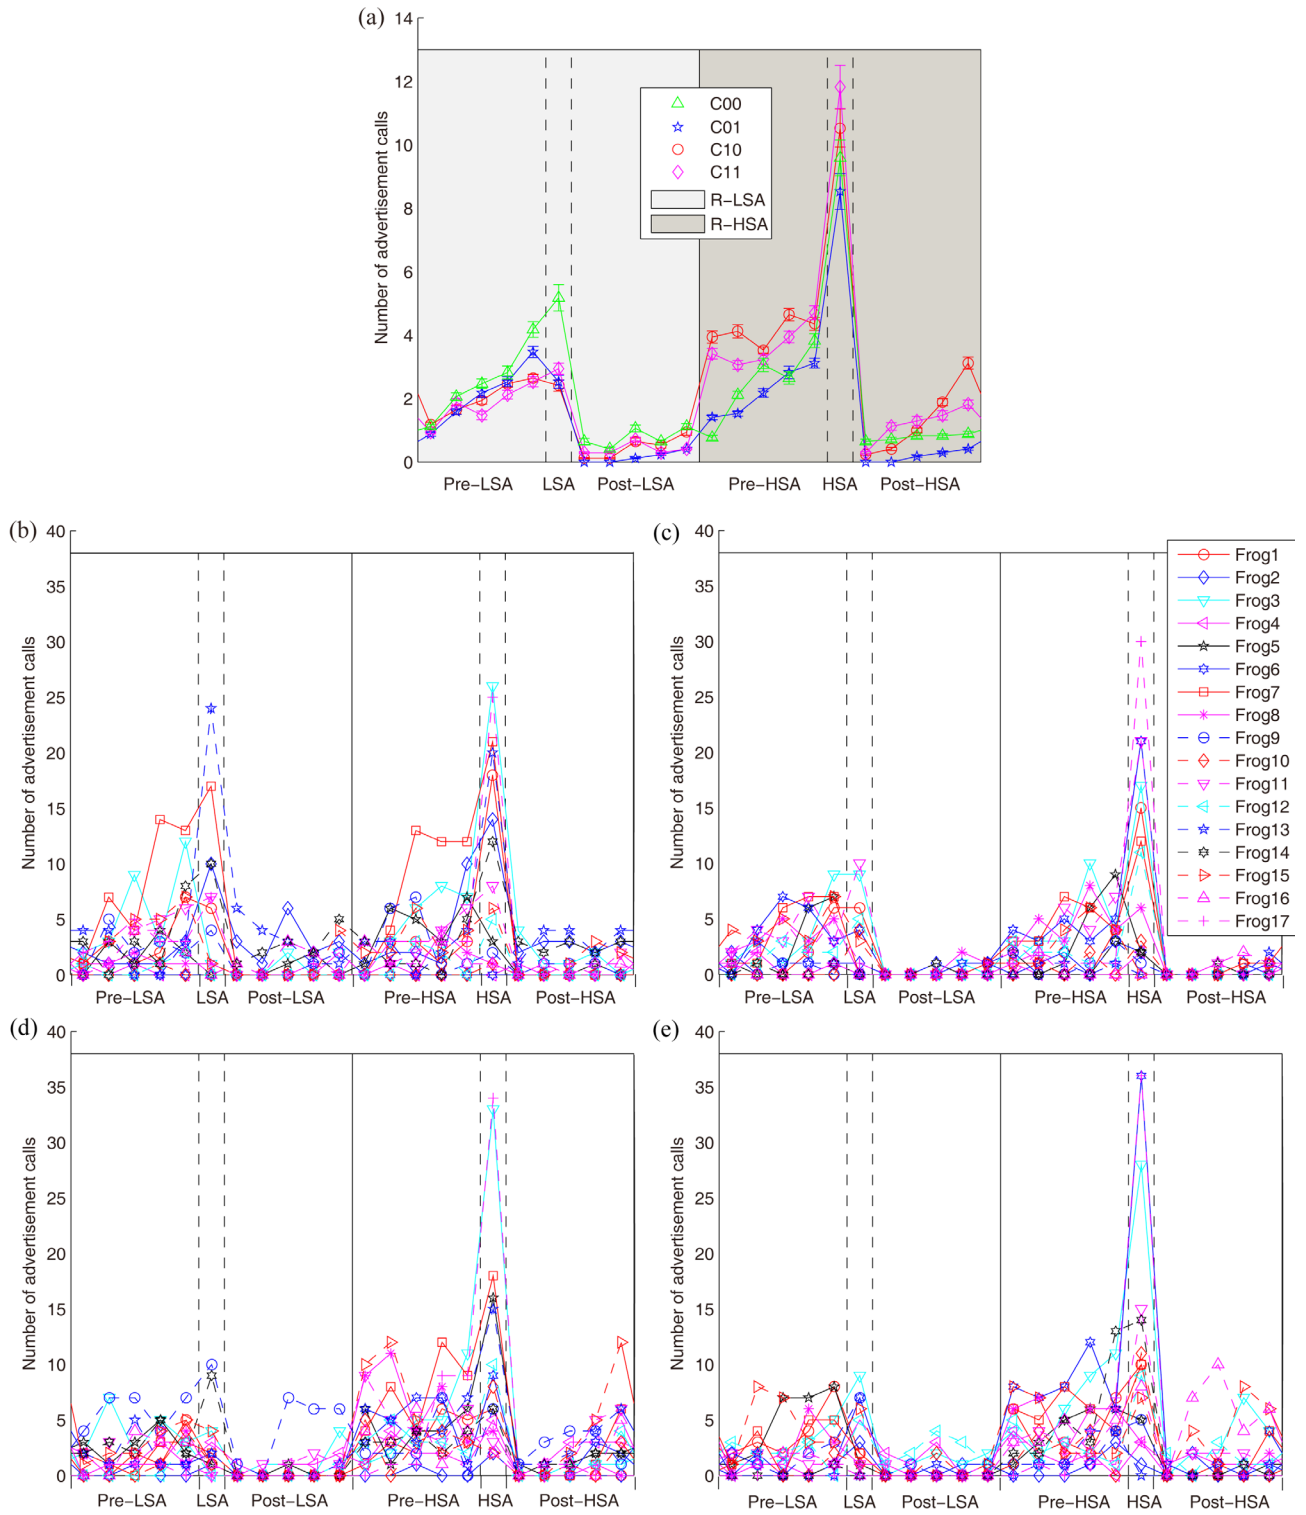 (a)
14
12
10
8
6
4
2
0
Number of advertisement calls
C00
C01
C10
C11
R-LSA
R-HSA
Pre-LSA LSA Post-LSA Pre-HSA HSA Post-HSA
(b)
40
35
30
25
20
15
10
5
0
Number of advertisement calls
Pre-LSA LSA Post-LSA Pre-HSA HSA Post-HSA
(c)
40
35
30
25
20
15
10
5
0
Number of advertisement calls
Frog1
Frog2
Frog3
Frog4
Frog5
Frog6
Frog7
Frog8
Frog9
Frog10
Frog11
Frog12
Frog13
Frog14
Frog15
Frog16
Frog17
Pre-LSA LSA Post-LSA Pre-HSA HSA Post-HSA
(d)
40
35
30
25
20
15
10
5
0
Number of advertisement calls
Pre-LSA LSA Post-LSA Pre-HSA HSA Post-HSA
(e)
40
35
30
25
20
15
10
5
0
Number of advertisement calls
Pre-LSA LSA Post-LSA Pre-HSA HSA Post-HSA